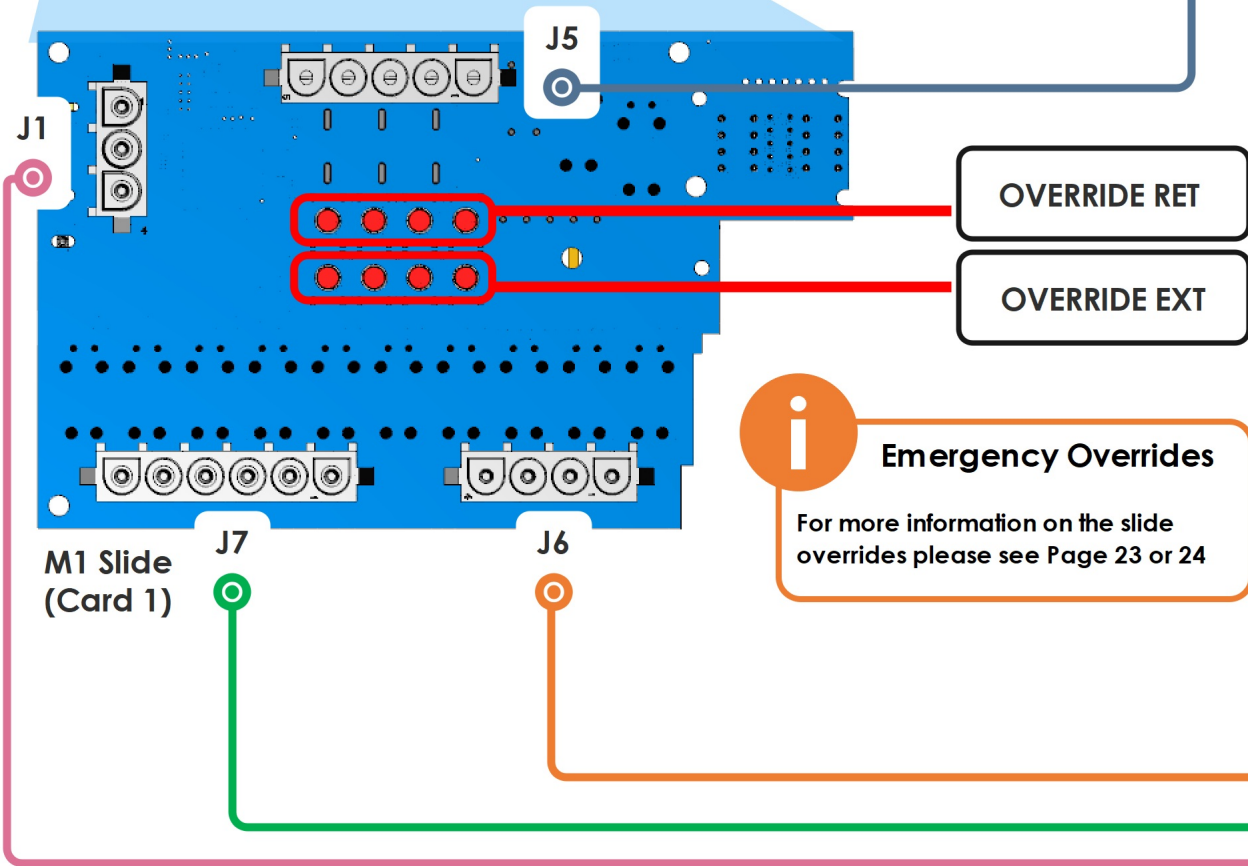 J5
J1
OVERRIDE RET
OVERRIDE EXT
Emergency Overrides
For more information on the slide
overrides please see Page 23 or 24
J7
J6
M1 Slide
(Card 1)